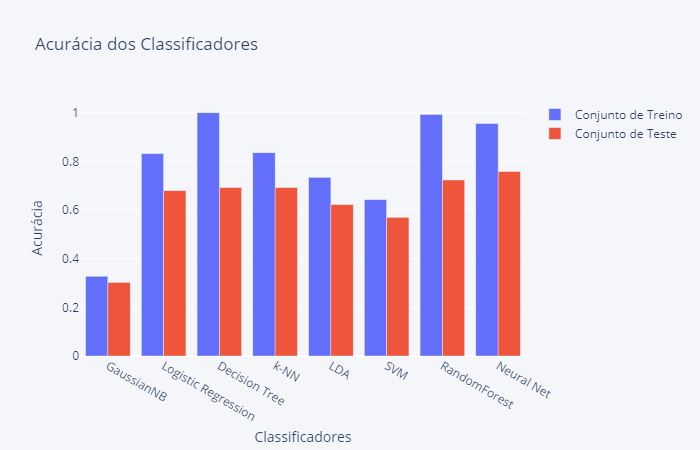 Acurácia dos Classificadores
Conjunto de Treino
Conjunto de Teste
Acurácia
1
0.8
0.6
0.4
0.2
0
GaussianNB
Logistic Regression
Decision Tree
k-NN
LDA
SVM
RandomForest
Neural Net
Classificadores